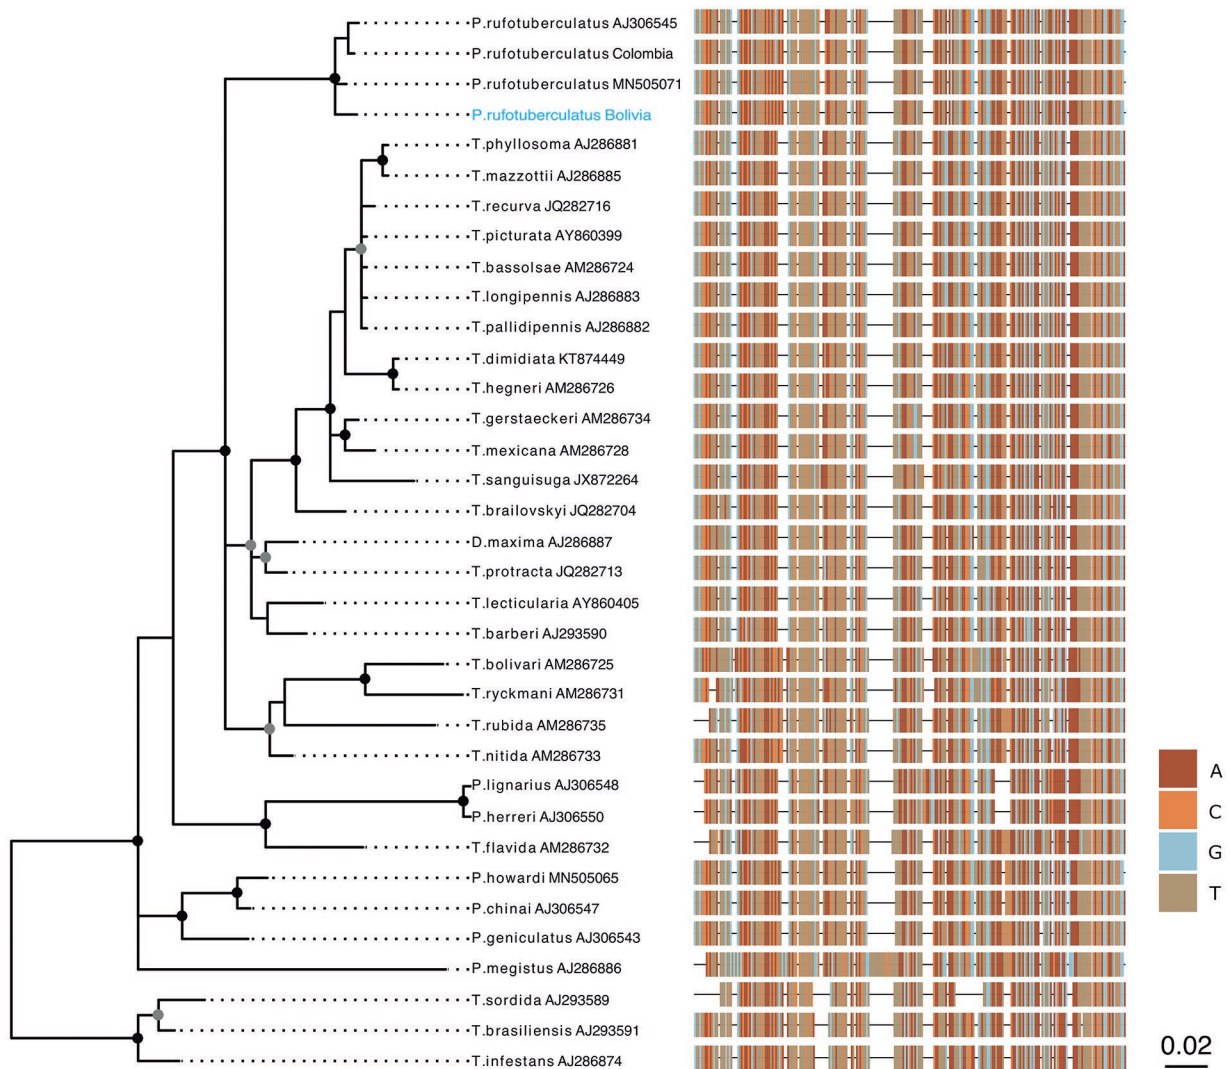 P.rufotuberculatus AJ306545
P.rufotuberculatus Colombia
P.rufotuberculatus MN505071
P.rufotuberculatus Bolivia
T.phyllosoma AJ286881
T.mazzottii AJ286885
T.recurva JQ282716
T.picturata AY860399
T.bassolsae AM286724
T.longipennis AJ286883
T.pallidipennis AJ286882
T.dimidiata KT874449
T.hegneri AM286726
T.gerstaeckeri AM286734
T.mexicana AM286728
T.sanguisuga JX872264
T.brailovskyi JQ282704
D.maxima AJ286887
T.protracta JQ282713
T.lecticularia AY860405
T.barberi AJ293590
T.bolivari AM286725
T.ryckmani AM286731
T.rubida AM286735
T.nitida AM286733
P.lignarius AJ306548
P.herreri AJ306550
T.flavida AM286732
P.howardi MN505065
P.chinai AJ306547
P.geniculatus AJ306543
P.megistus AJ286886
T.sordida AJ293589
T.brasiliensis AJ293591
T.infestans AJ286874
A
C
G
T
0.02